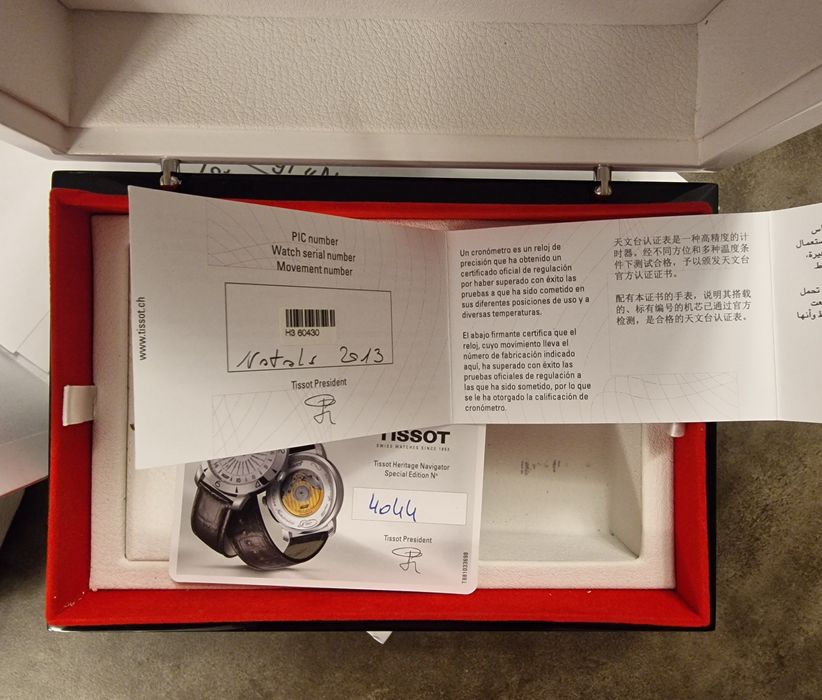 www.tissot.ch
PIC number
Watch serial number
Movement number
H3 60430
Natale 2013
Tissot President
Un cronómetro es un reloj de
precisión que ha obtenido un
certificado oficial de regulación
por haber superado con éxito las
pruebas a que ha sido cometido en
sus diferentes posiciones de uso y a
diversas temperaturas.
El abajo firmante certifica que el
reloj, cuyo movimiento lleva el
número de fabricación indicado
aquí, ha superado con éxito las
pruebas oficiales de regulación a
las que ha sido sometido, por lo que
se le ha otorgado la calificación de
cronómetro.
天文台认证表是一种高精度的计
时器。经不同方位和多种温度条
件下测试合格，予以颁发天文台
官方认证证书。
配有本证书的手表，说明其搭载
的、标有编号的机芯已通过官方
检测，是合格的天文台认证表。
TISSOT
SWISS WATCHES SINCE 1853
Tissot Heritage Navigator
Special Edition N°
4044
Tissot President